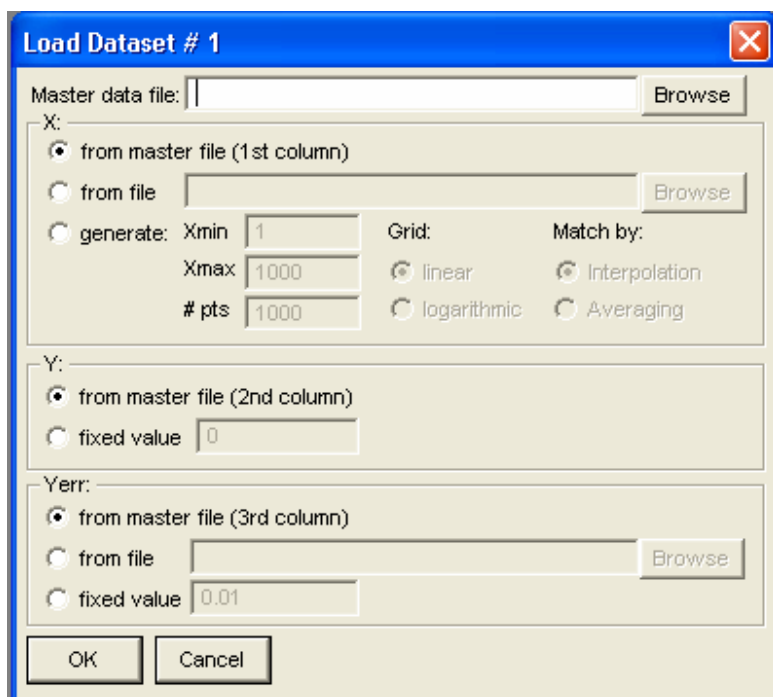 Load Dataset # 1
Master data file: Browse
X:
from master file (1st column)
from file Browse
generate: Xmin 1 Grid: Match by:
Xmax 1000 linear Interpolation
# pts 1000 logarithmic Averaging
Y:
from master file (2nd column)
fixed value 0
Yerr:
from master file (3rd column)
from file Browse
fixed value 0.01
OK Cancel